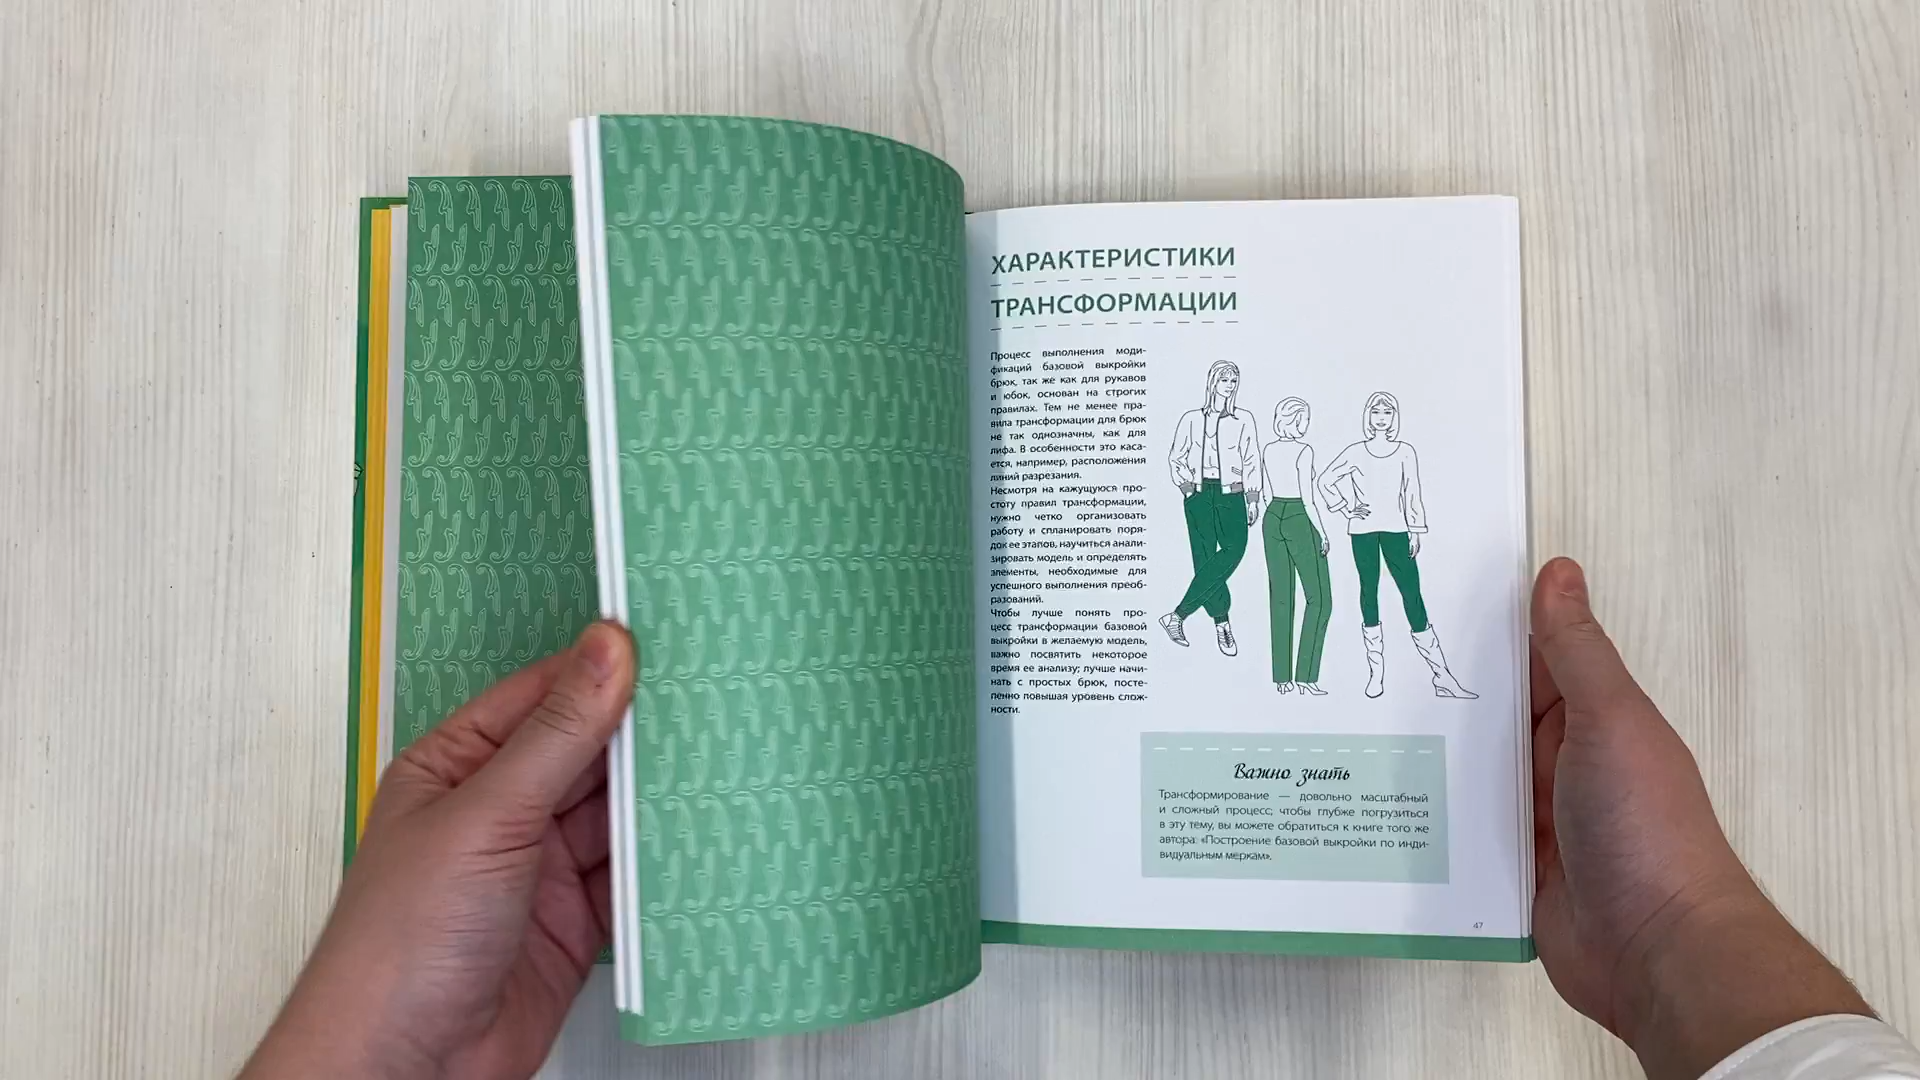 ХАРАКТЕРИСТИКИ
ТРАНСФОРМАЦИИ
Процесс выполнения моди-
фикаций базовой выкройки
брюк, так же как для рукавов
и юбок, основан на строгих
правилах. Тем не менее пра-
вила трансформации для брюк
не так однозначны, как для
лифа. В особенности это каса-
ется, например, расположения
линий разрезания.
Несмотря на кажущуюся про-
стоту правил трансформации,
нужно четко организовать
работу и спланировать поря-
док ее этапов, научиться анали-
зировать модель и определять
элементы, необходимые для
успешного выполнения преоб-
разований.
Чтобы лучше понять про-
цесс трансформации базовой
выкройки в желаемую модель,
важно посвятить некоторое
время ее анализу; лучше начи-
нать с простых брюк, посте-
пенно повышая уровень слож-
ности.
Важно знать
Трансформирование — довольно масштабный
и сложный процесс; чтобы глубже погрузиться
в эту тему, вы можете обратиться к книге того же
автора: «Построение базовой выкройки по инди-
видуальным меркам».
47